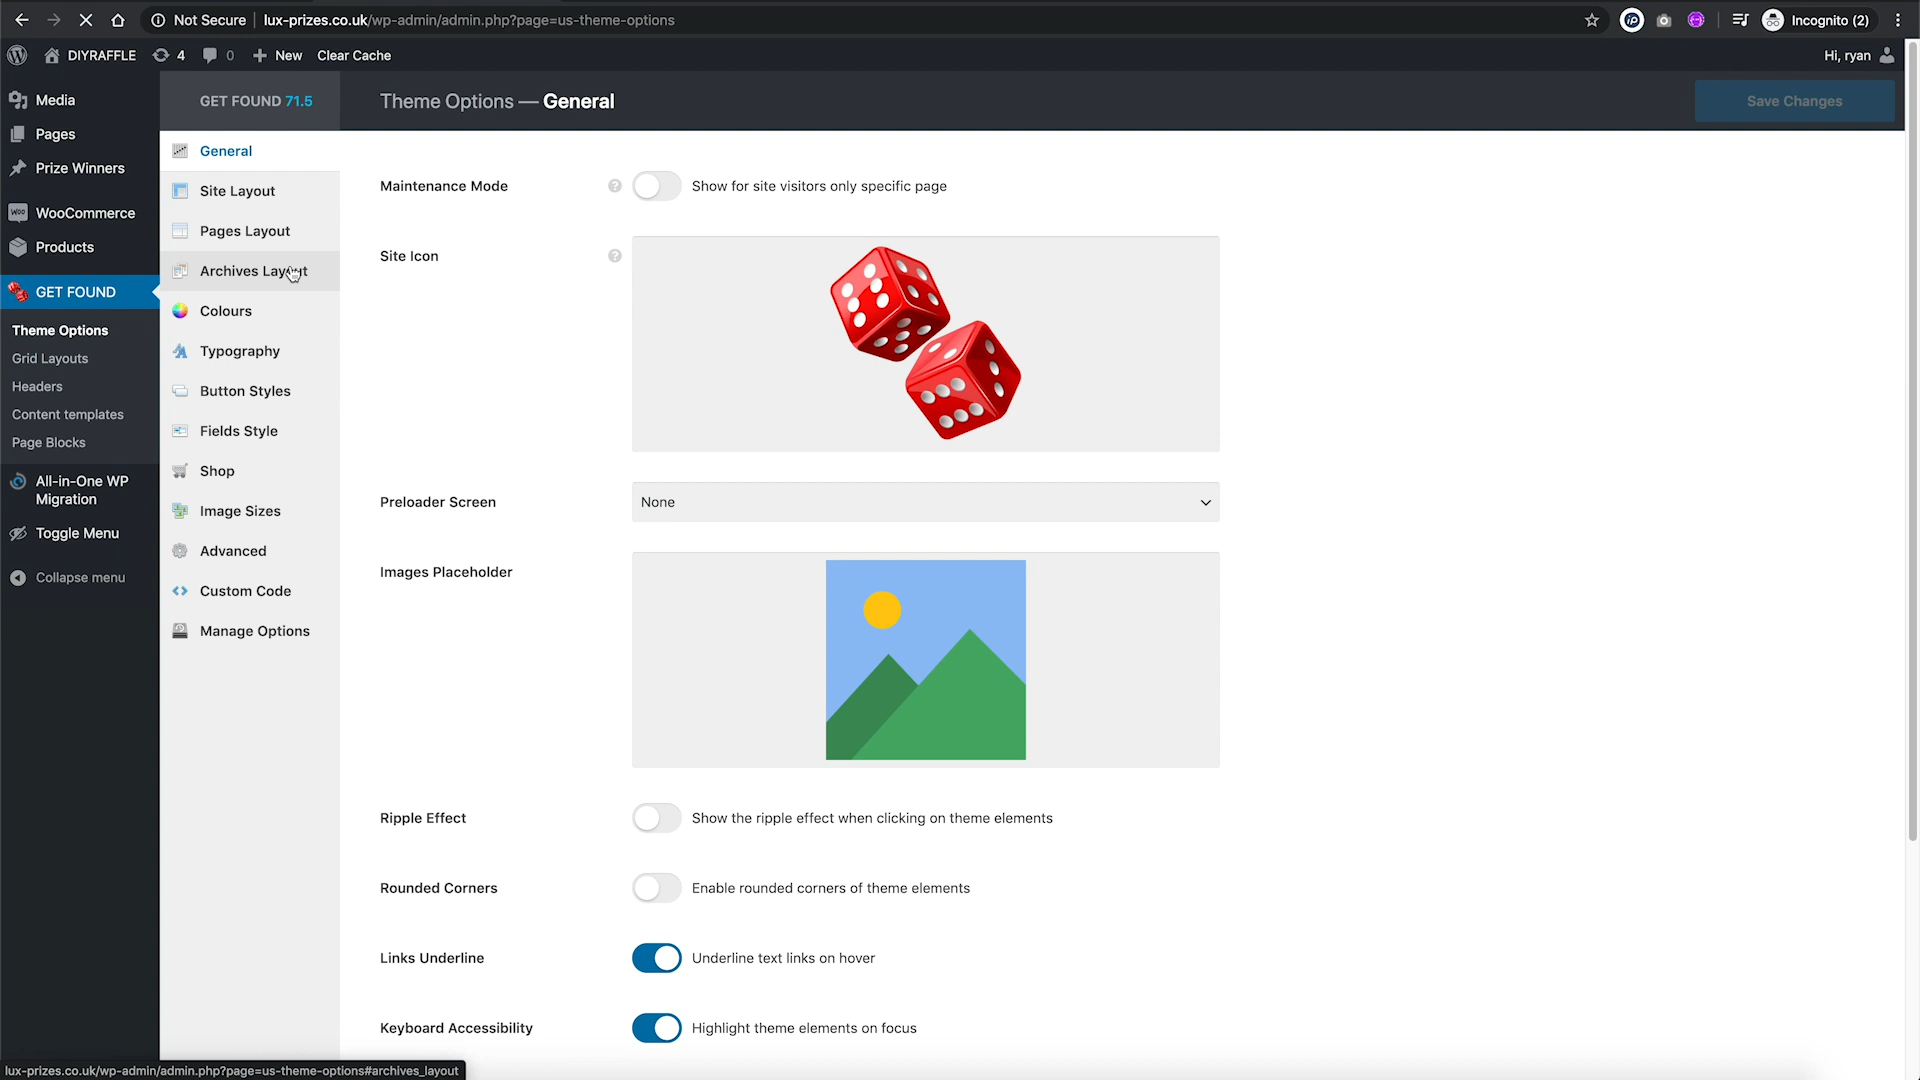 Not Secure | lux-prizes.co.uk/wp-admin/admin.php?page=us-theme-options
Incognito (2)
DIYRAFFLE 4 0 New Clear Cache
Hi, ryan
Media
Pages
Prize Winners
WooCommerce
Products
GET FOUND
Theme Options
Grid Layouts
Headers
Content templates
Page Blocks
All-in-One WP
Migration
Toggle Menu
Collapse menu
GET FOUND 71.5
Theme Options — General
Save Changes
General
Site Layout
Pages Layout
Archives Layout
Colours
Typography
Button Styles
Fields Style
Shop
Image Sizes
Advanced
Custom Code
Manage Options
Maintenance Mode ? Show for site visitors only specific page
Site Icon ?
Preloader Screen None
Images Placeholder
Ripple Effect Show the ripple effect when clicking on theme elements
Rounded Corners Enable rounded corners of theme elements
Links Underline Underline text links on hover
Keyboard Accessibility Highlight theme elements on focus
lux-prizes.co.uk/wp-admin/admin.php?page=us-theme-options#archives_layout